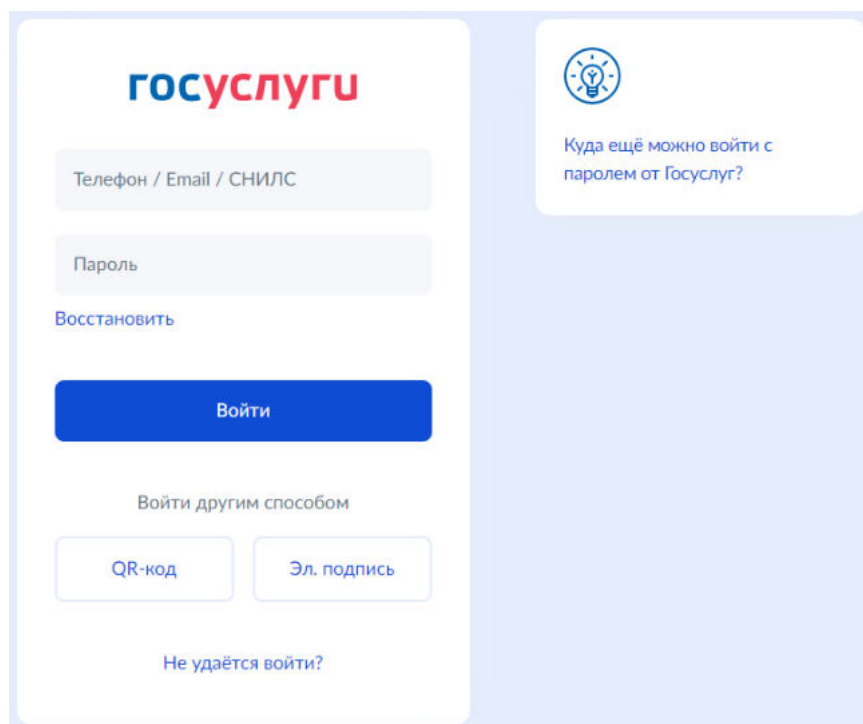 госуслуги
Телефон / Email / СНИЛС
Пароль
Восстановить
Войти
Войти другим способом
QR-код
Эл. подпись
Не удаётся войти?
Куда ещё можно войти с
паролем от Госуслуг?